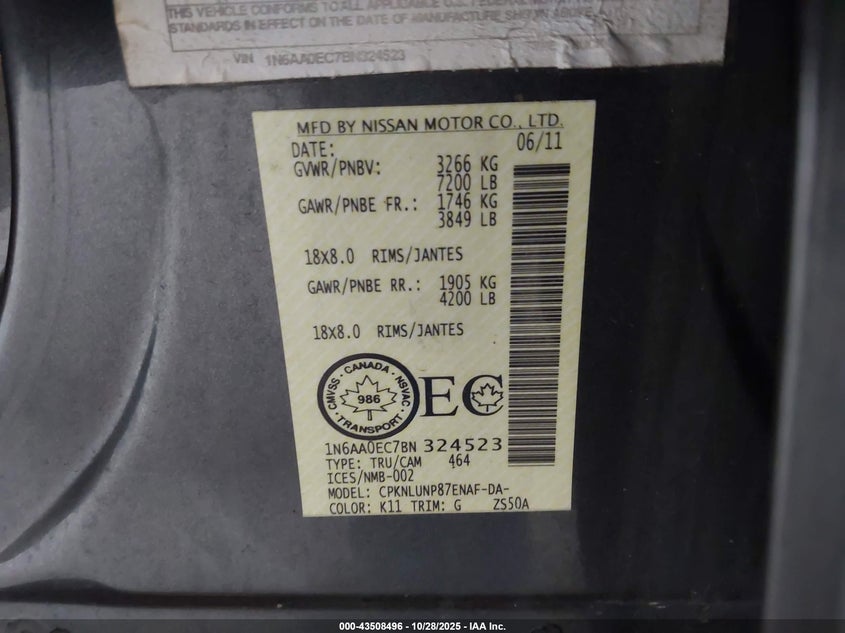 THIS VEHICLE CONFORMS TO ALL APPLICABLE U.S. FEDERAL
STANDARDS IN EFFECT ON THE DATE OF MANUFACTURE SHOWN ABOVE.
VIN 1N6AA0EC7BN324523
MFD BY NISSAN MOTOR CO., LTD.
DATE: 06/11
GVWR/PNBV: 3266 KG
7200 LB
GAWR/PNBE FR.: 1746 KG
3849 LB
18X8.0 RIMS/JANTES
GAWR/PNBE RR.: 1905 KG
4200 LB
18X8.0 RIMS/JANTES
CANADA
CMVSS NSVAC
986
TRANSPORT
EC
1N6AA0EC7BN 324523
TYPE: TRU/CAM 464
ICES/NMB-002
MODEL: CPKNLUNP87ENAF-DA-
COLOR: K11 TRIM: G ZS50A
000-43508496 - 10/28/2025 - IAA Inc.